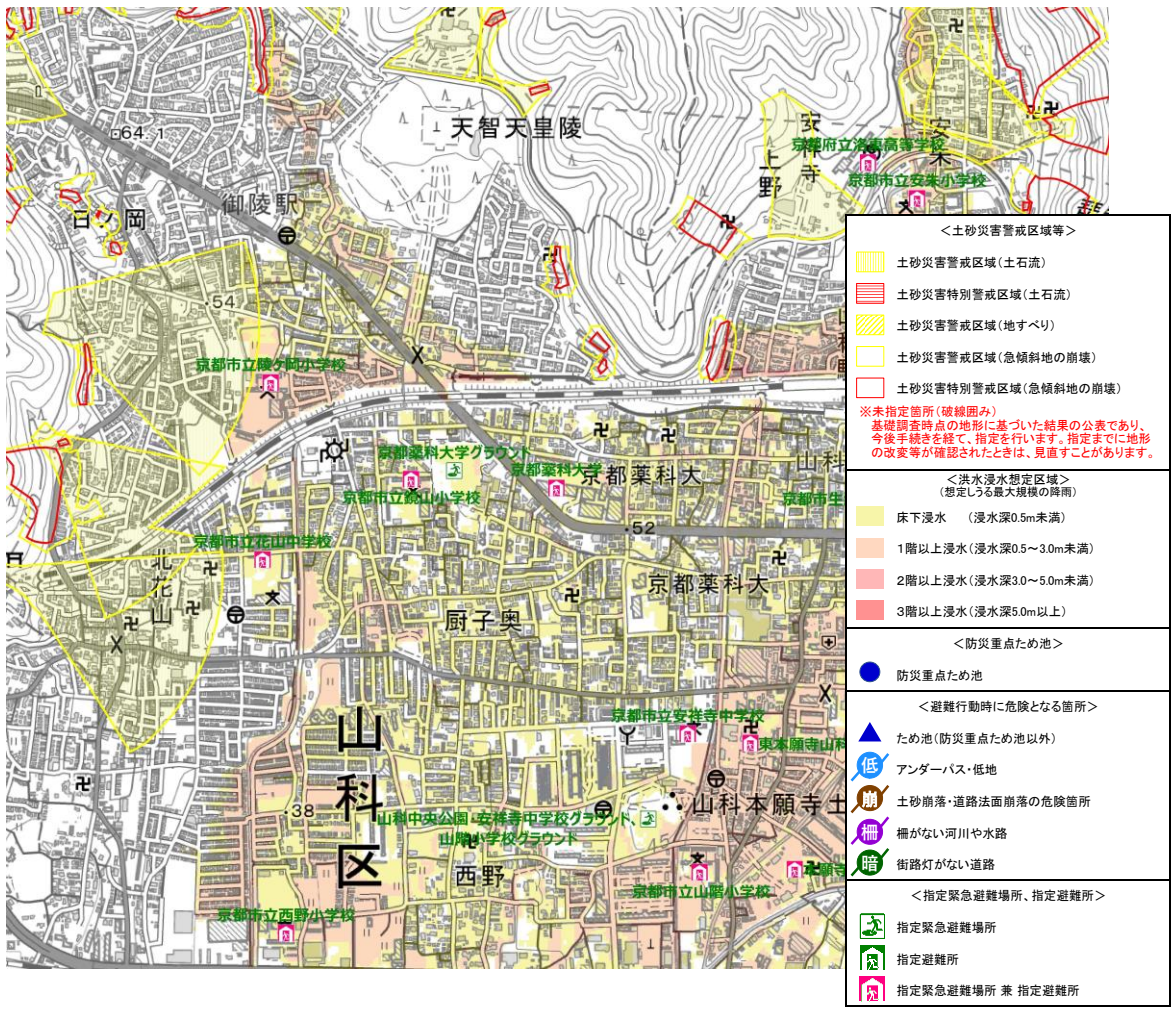 64.1
天智天皇陵
安祥寺
京都府立洛東高等学校
安朱
上野
京都市立安朱小学校
御陵駅
日ノ岡
54
京都市立陵ケ岡小学校
京都薬科大学グラウンド
京都薬科大学
京都薬科大
山科
京都市立鏡山小学校
京都市生
52
京都市立花山中学校
北花山
京都薬科大
厨子奥
京都市立安祥寺中学校
東本願寺山科
山科区
38
山科中央公園・安祥寺中学校グラウンド、
山階小学校グラウンド
山科本願寺土
西野
京都市立山階小学校
本願寺
京都市立西野小学校
＜土砂災害警戒区域等＞
土砂災害警戒区域（土石流）
土砂災害特別警戒区域（土石流）
土砂災害警戒区域（地すべり）
土砂災害警戒区域（急傾斜地の崩壊）
土砂災害特別警戒区域（急傾斜地の崩壊）
※未指定箇所（破線囲み）
基礎調査時点の地形に基づいた結果の公表であり、
今後手続きを経て、指定を行います。指定までに地形
の改変等が確認されたときは、見直すことがあります。
＜洪水浸水想定区域＞
（想定しうる最大規模の降雨）
床下浸水　（浸水深0.5m未満）
1階以上浸水（浸水深0.5～3.0m未満）
2階以上浸水（浸水深3.0～5.0m未満）
3階以上浸水（浸水深5.0m以上）
＜防災重点ため池＞
防災重点ため池
＜避難行動時に危険となる箇所＞
ため池（防災重点ため池以外）
低 アンダーパス・低地
崩 土砂崩落・道路法面崩落の危険箇所
柵 柵がない河川や水路
暗 街路灯がない道路
＜指定緊急避難場所、指定避難所＞
指定緊急避難場所
指定避難所
指定緊急避難場所 兼 指定避難所